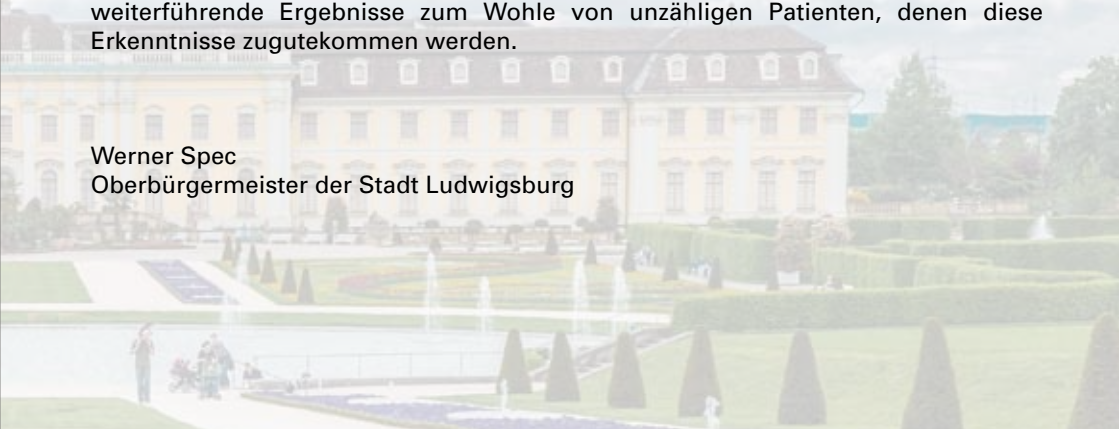 weiterführende Ergebnisse zum Wohle von unzähligen Patienten, denen diese
Erkenntnisse zugutekommen werden.
Werner Spec
Oberbürgermeister der Stadt Ludwigsburg